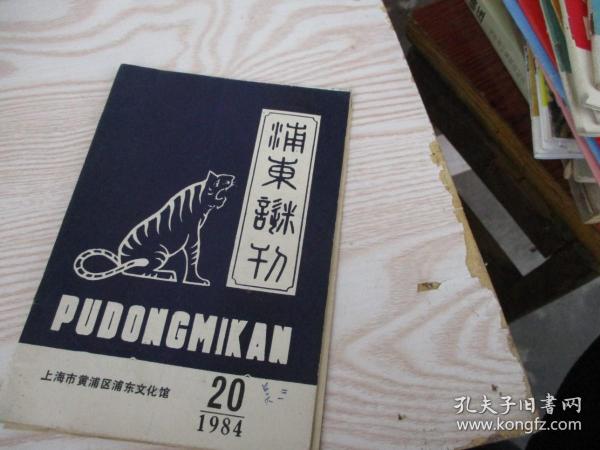 浦東謎刊
PUDONGMIKAN
上海市黄浦区浦东文化馆
20
1984
孔夫子旧书网
kongfz.com